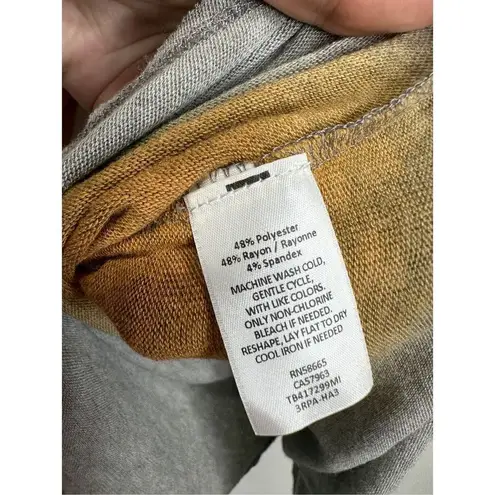 48% Polyester
48% Rayon / Rayonne
4% Spandex
MACHINE WASH COLD,
GENTLE CYCLE,
WITH LIKE COLORS.
ONLY NON-CHLORINE
BLEACH IF NEEDED.
RESHAPE, LAY FLAT TO DRY
COOL IRON IF NEEDED
RN58665
CA57963
TB417299MI
3RPA-HA3